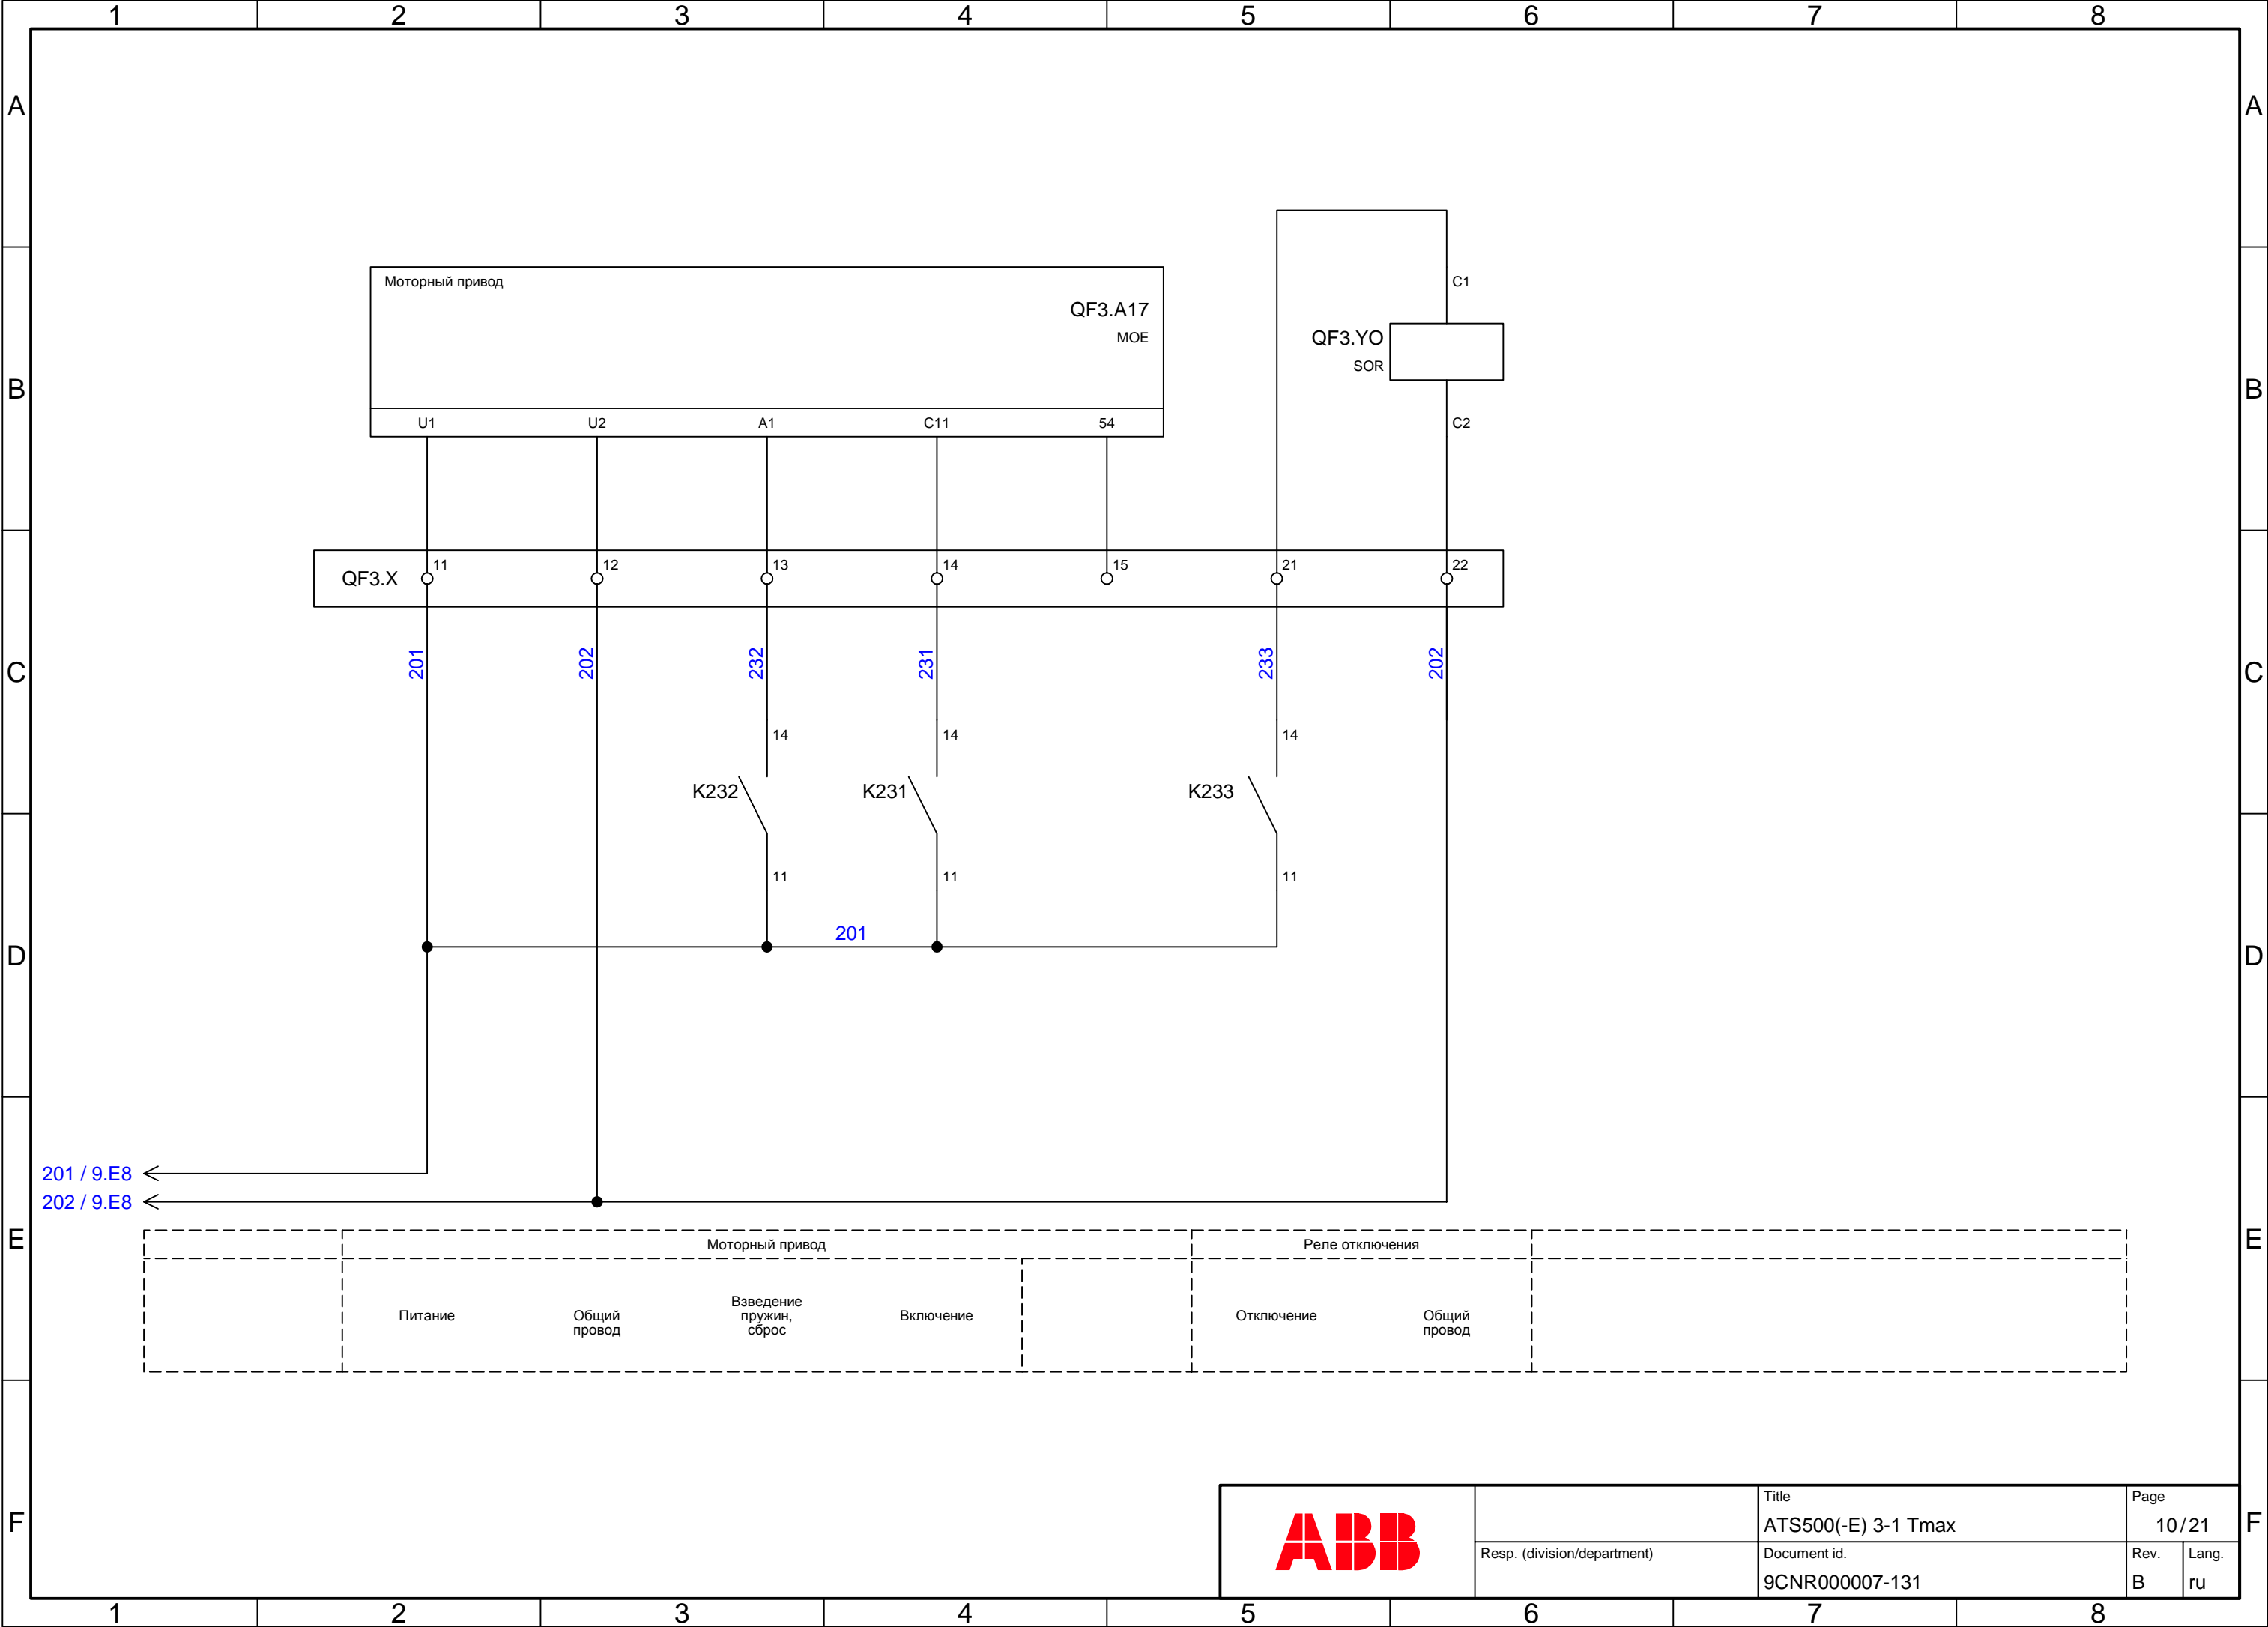 1 2 3 4 5 6 7 8
A A
Моторный привод
QF3.A17
MOE
C1
QF3.YO
SOR
B B
U1 U2 A1 C11 54
C2
QF3.X 11 12 13 14 15 21 22
201 202 232 231 233 202
C C
14 14 14
K232 K231 K233
11 11 11
201
D D
201 / 9.E8
202 / 9.E8
E E
Моторный привод
Реле отключения
Питание
Общий
провод
Взведение
пружин,
сброс
Включение
Отключение
Общий
провод
F F
ABB
Title
ATS500(-E) 3-1 Tmax
Page
10/21
Resp. (division/department)
Document id.
9CNR000007-131
Rev.
B
Lang.
ru
1 2 3 4 5 6 7 8